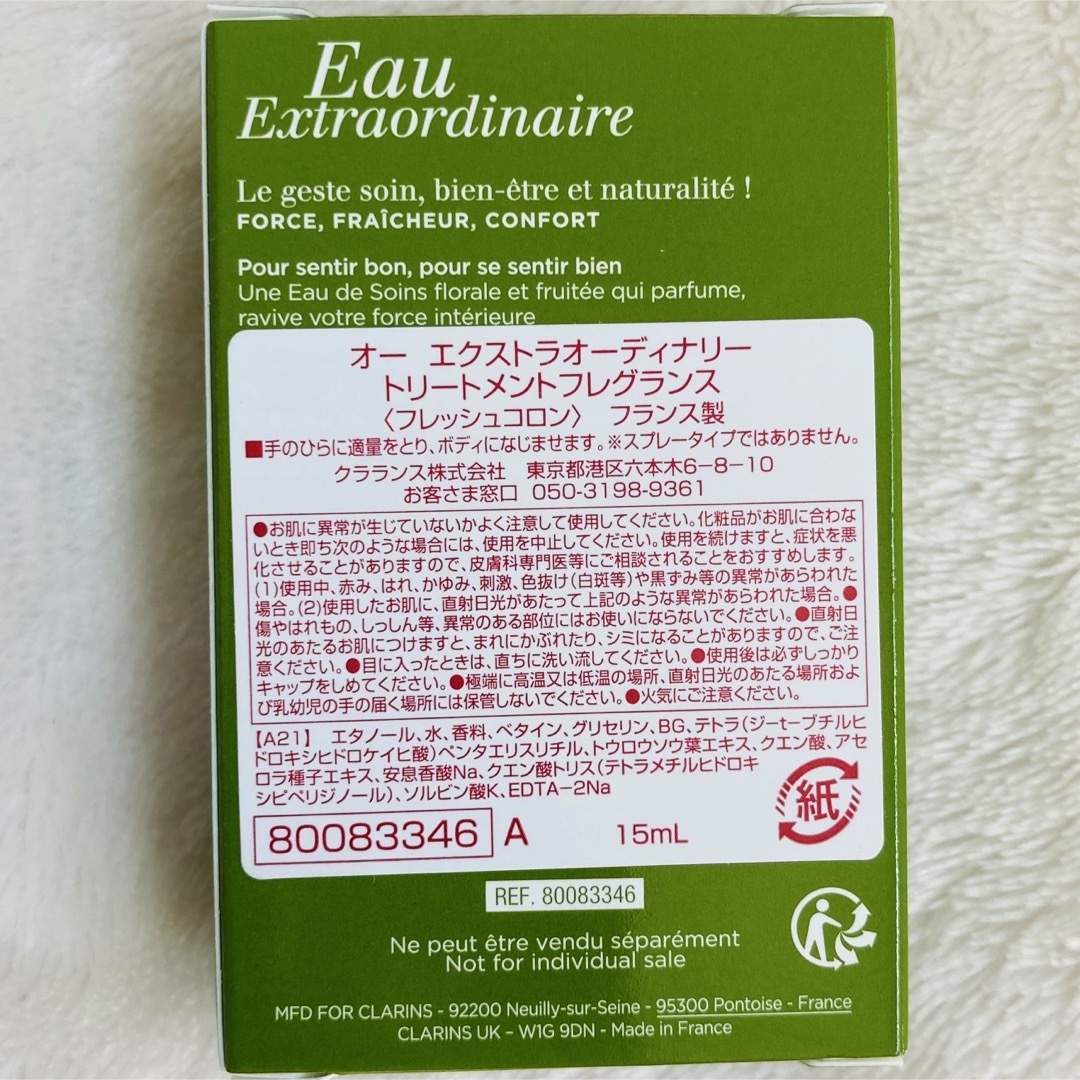 Eau
Extraordinaire
Le geste soin, bien-être et naturalité !
FORCE, FRAÎCHEUR, CONFORT
Pour sentir bon, pour se sentir bien
Une Eau de Soins florale et fruitée qui parfume,
ravive votre force intérieure
オー エクストラオーディナリー
トリートメントフレグランス
〈フレッシュコロン〉 フランス製
■手のひらに適量をとり、ボディになじませます。※スプレータイプではありません。
クラランス株式会社 東京都港区六本木6-8-10
お客さま窓口 050-3198-9361
●お肌に異常が生じていないかよく注意して使用してください。化粧品がお肌に合わな
いとき即ち次のような場合には、使用を中止してください。使用を続けますと、症状を悪
化させることがありますので、皮膚科専門医等にご相談されることをおすすめします。
(1)使用中、赤み、はれ、かゆみ、刺激、色抜け(白斑等)や黒ずみ等の異常があらわれた
場合。(2)使用したお肌に、直射日光があたって上記のような異常があらわれた場合。●
傷やはれもの、しっしん等、異常のある部位にはお使いにならないでください。●直射日
光のあたるお肌につけますと、まれにかぶれたり、シミになることがありますので、ご注
意ください。●目に入ったときは、直ちに洗い流してください。●使用後は必ずしっかり
キャップをしめてください。●極端に高温又は低温の場所、直射日光のあたる場所およ
び乳幼児の手の届く場所には保管しないでください。●火気にご注意ください。
【A21】 エタノール、水、香料、ベタイン、グリセリン、BG、テトラ(ジーt-ブチルヒ
ドロキシヒドロケイヒ酸)ペンタエリスリチル、トウロウソウ葉エキス、クエン酸、アセ
ロラ種子エキス、安息香酸Na、クエン酸トリス(テトラメチルヒドロキ
シピペリジノール)、ソルビン酸K、EDTA-2Na
紙
80083346 A 15mL
REF. 80083346
Ne peut être vendu séparément
Not for individual sale
MFD FOR CLARINS - 92200 Neuilly-sur-Seine - 95300 Pontoise - France
CLARINS UK – W1G 9DN - Made in France